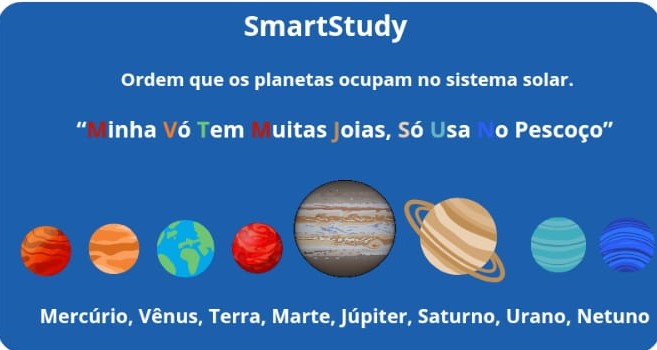 SmartStudy
Ordem que os planetas ocupam no sistema solar.
“Minha Vó Tem Muitas Joias, Só Usa No Pescoço”
Mercúrio, Vênus, Terra, Marte, Júpiter, Saturno, Urano, Netuno